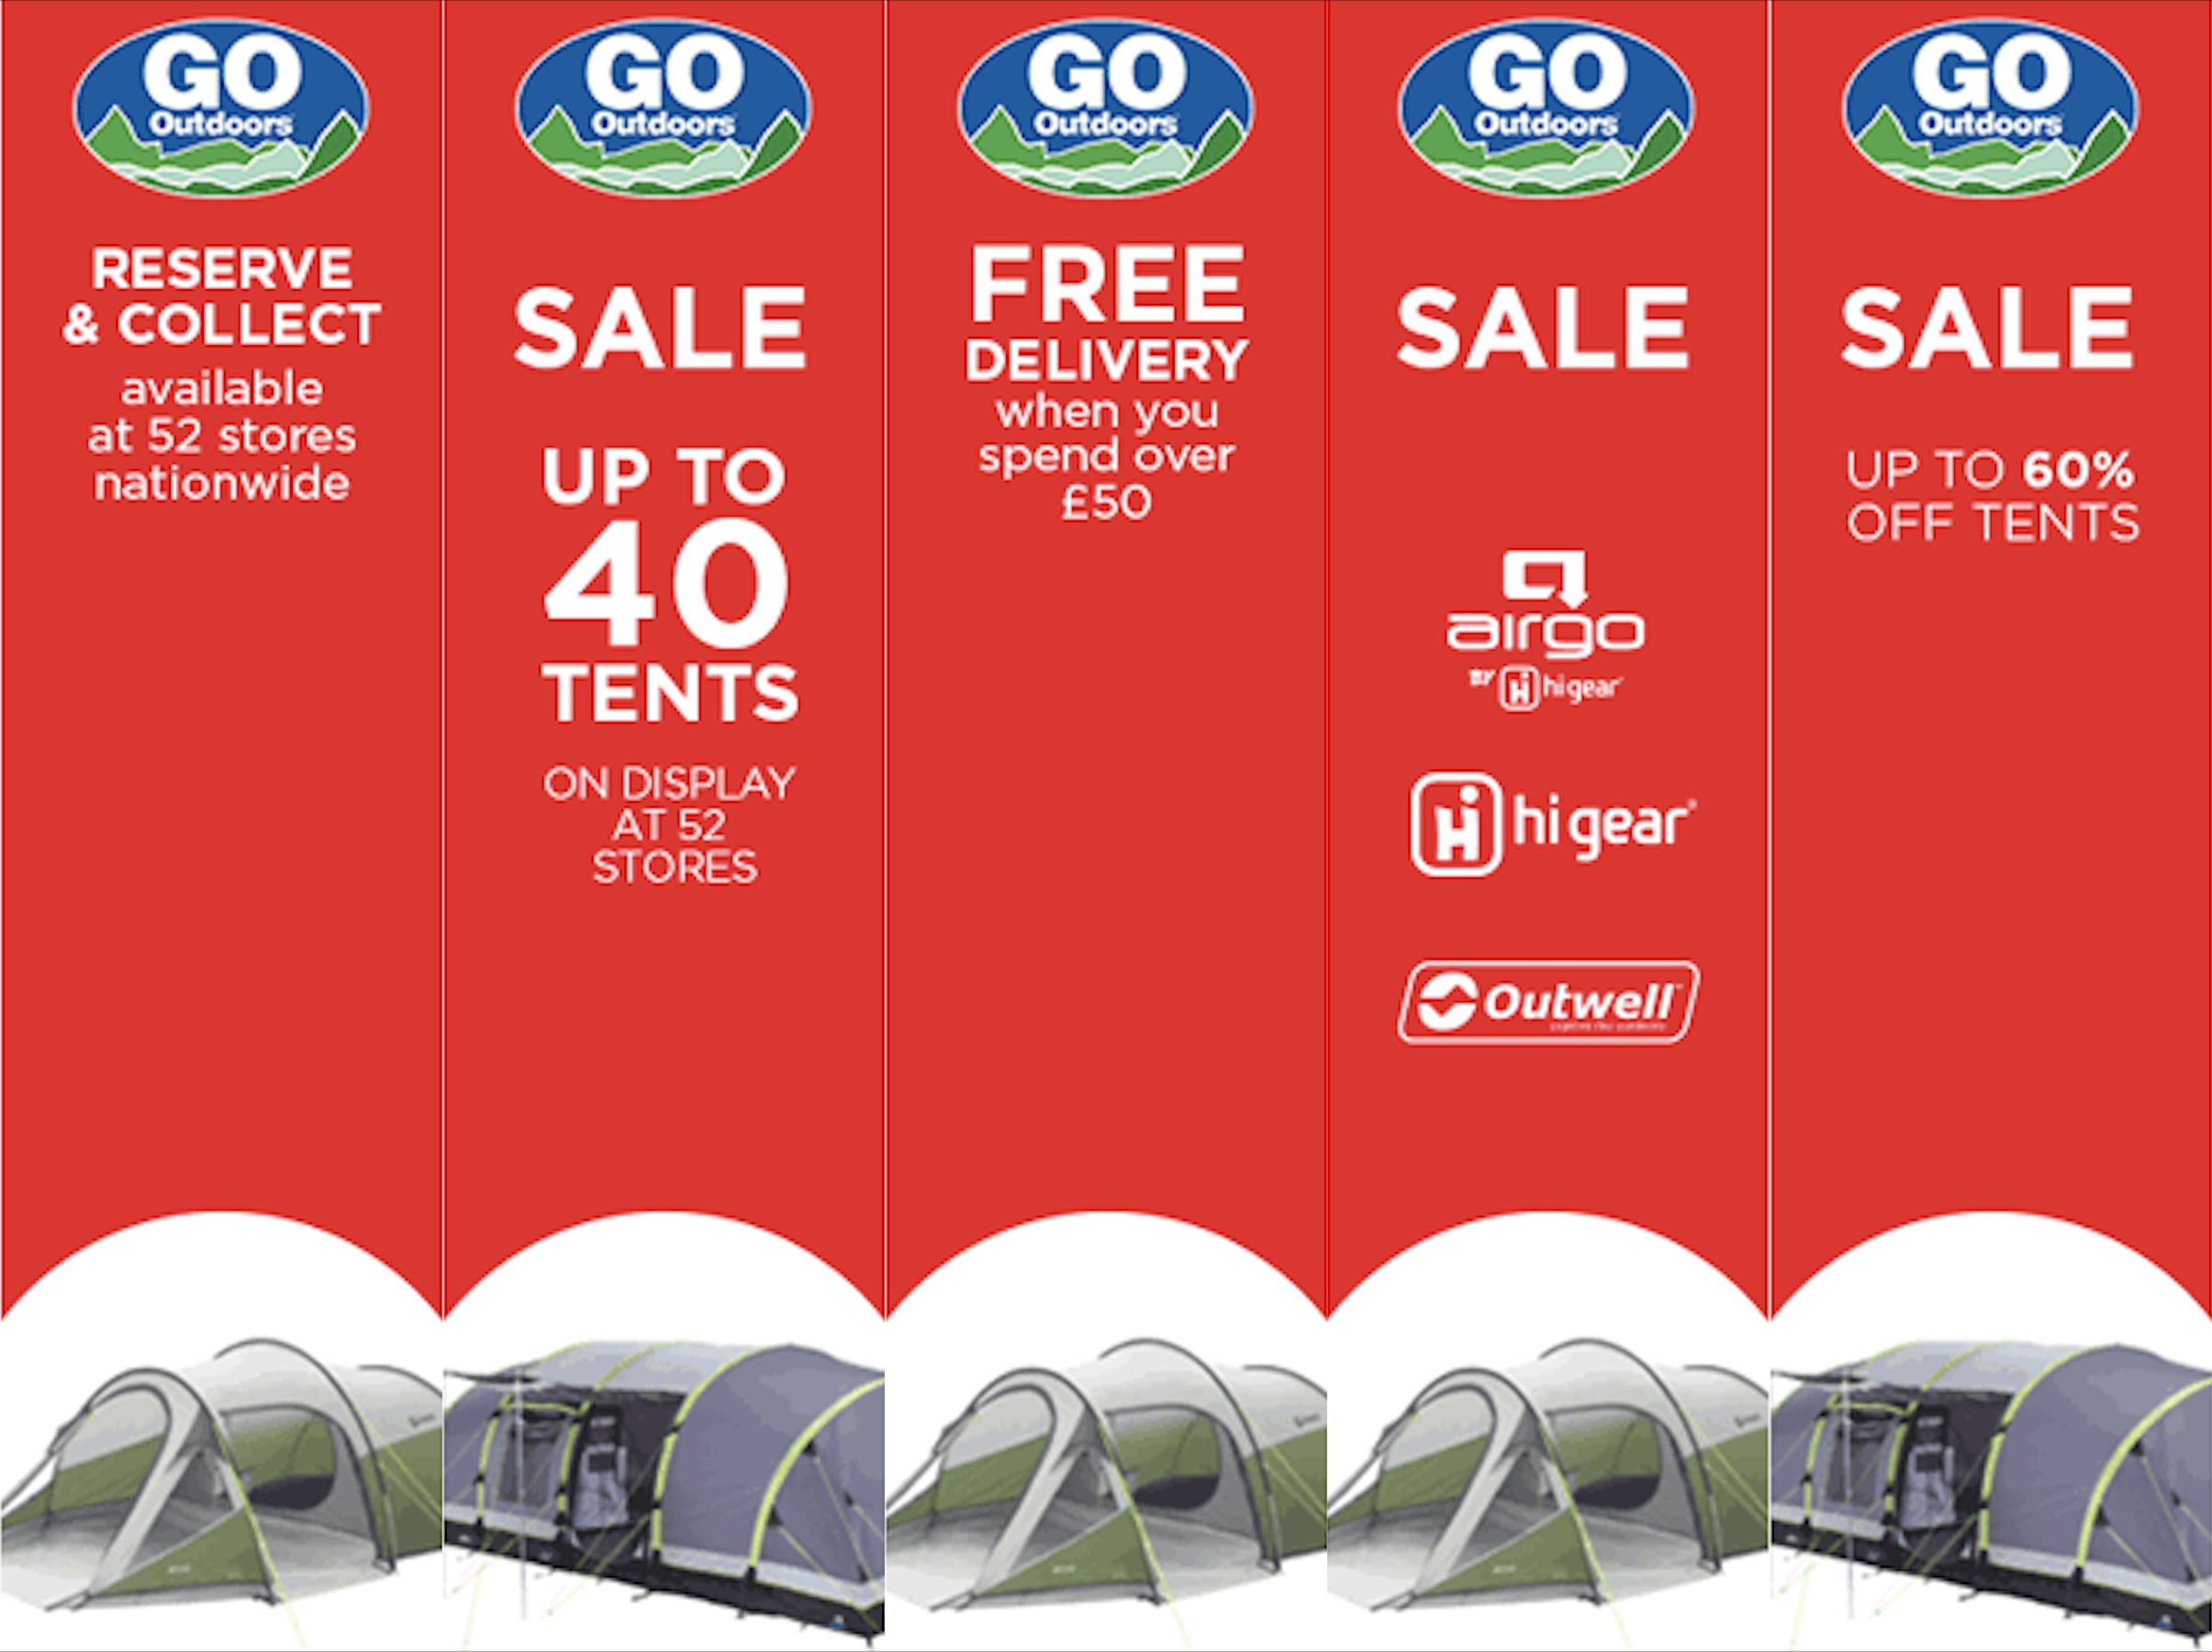 GO
Outdoors
RESERVE
& COLLECT
available
at 52 stores
nationwide
GO
Outdoors
SALE
UP TO
40
TENTS
ON DISPLAY
AT 52
STORES
GO
Outdoors
FREE
DELIVERY
when you
spend over
£50
GO
Outdoors
SALE
airgo
BY hi gear
hi gear
Outwell
GO
Outdoors
SALE
UP TO 60%
OFF TENTS